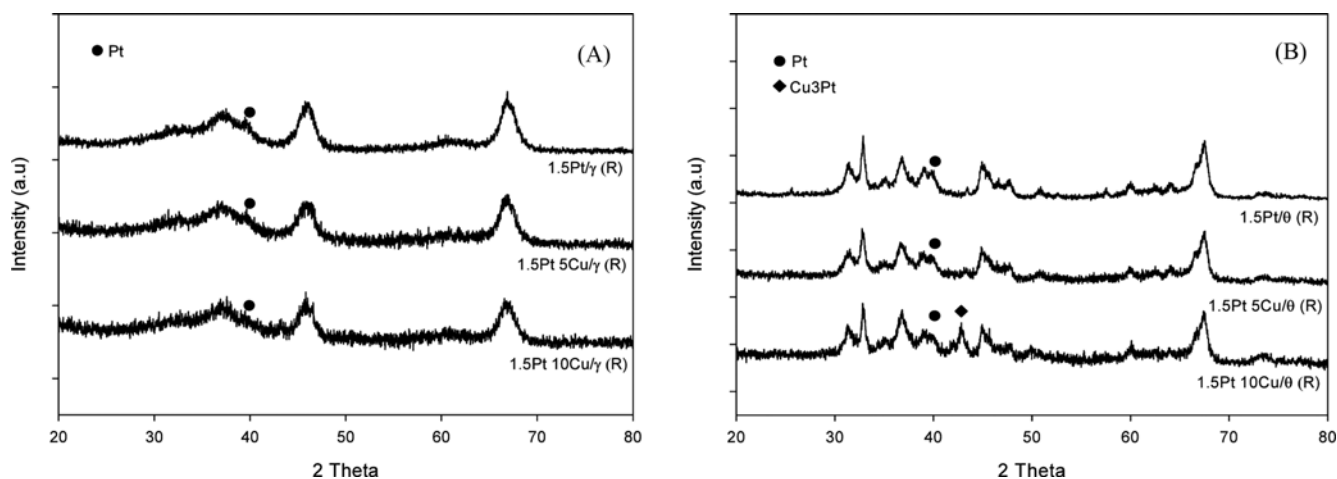 (A)
● Pt
1.5Pt/γ (R)
1.5Pt 5Cu/γ (R)
1.5Pt 10Cu/γ (R)
Intensity (a.u)
20 30 40 50 60 70 80
2 Theta
(B)
● Pt
◆ Cu3Pt
1.5Pt/θ (R)
1.5Pt 5Cu/θ (R)
1.5Pt 10Cu/θ (R)
Intensity (a.u)
20 30 40 50 60 70 80
2 Theta